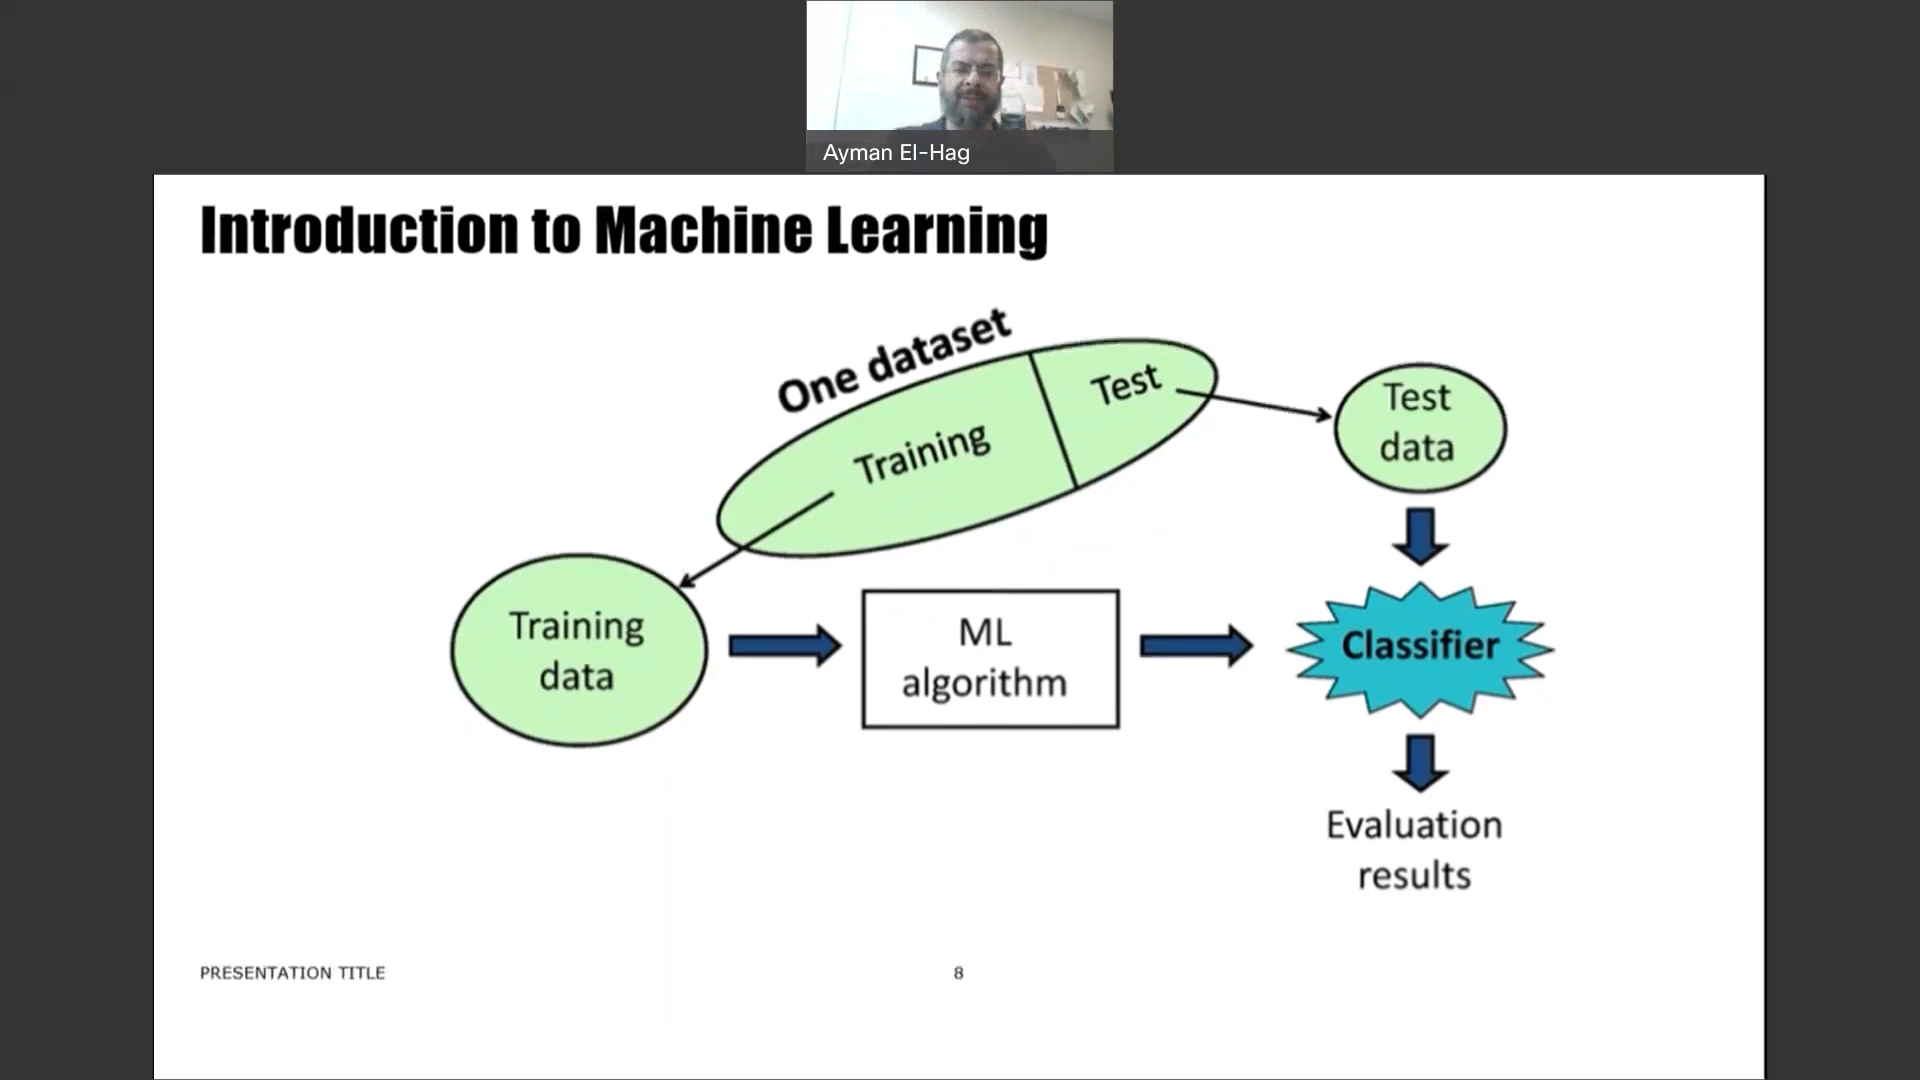 Ayman El-Hag
Introduction to Machine Learning
One dataset
Training
Test
Test
data
Training
data
ML
algorithm
Classifier
Evaluation
results
PRESENTATION TITLE
8